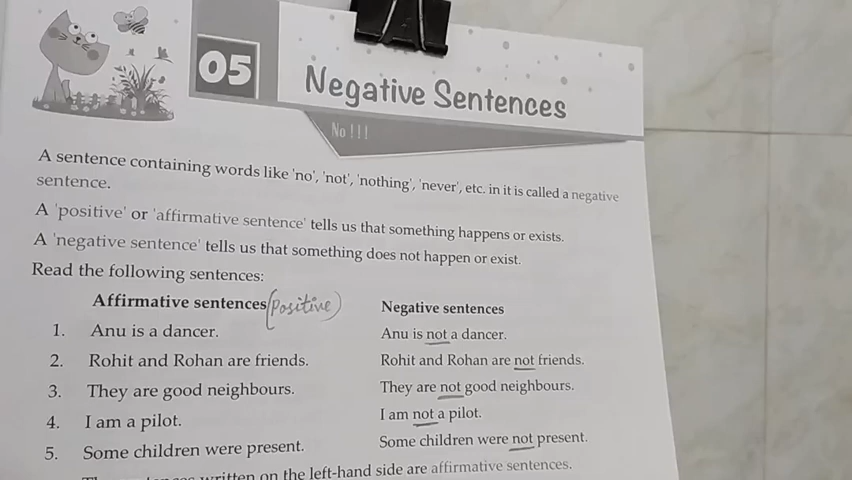 05
Negative Sentences
No !!!
A sentence containing words like 'no', 'not', 'nothing', 'never', etc. in it is called a negative
sentence.
A 'positive' or 'affirmative sentence' tells us that something happens or exists.
A 'negative sentence' tells us that something does not happen or exist.
Read the following sentences:
Affirmative sentences (Positive) Negative sentences
1. Anu is a dancer. Anu is not a dancer.
2. Rohit and Rohan are friends. Rohit and Rohan are not friends.
3. They are good neighbours. They are not good neighbours.
4. I am a pilot. I am not a pilot.
5. Some children were present. Some children were not present.
written on the left-hand side are affirmative sentences.